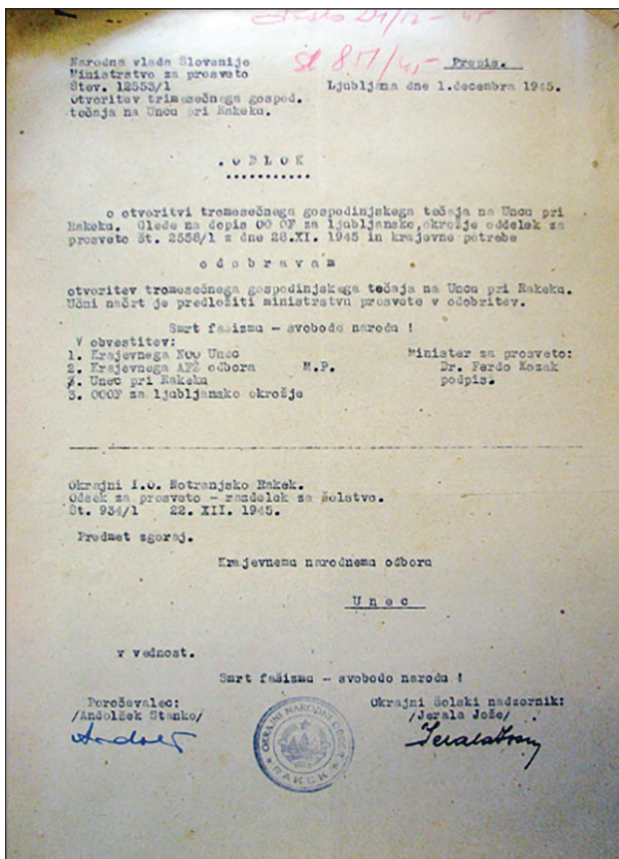 24/12 - 45
851/45
Narodna vlada Slovenije
Prepis.
Ministrstvo za prosveto
Štev. 12553/1
Ljubljana dne 1.decembra 1945.
otvoritev trimesečnega gospod.
tečaja na Uncu pri Rakeku.
. O D L O K
o otvoritvi tromesečnega gospodinjskega tečaja na Uncu pri
Rakeku. Glede na dopis OO OF za ljubljansko,okrožje oddelek za
prosveto št. 2558/1 z dne 28.XI. 1945 in krajevne potrebe
o d o b r a v a m
otvoritev tromesečnega gospodinjskega tečaja na Uncu pri Rakeku.
Učni načrt je predložiti ministrstvu prosvete v odobritev.
Smrt fašizmu - svobodo narodu !
V obvestitev:
1. Krajevnega Noo Unec
Minister za prosveto:
2. Krajevnega AFŽ odbora
M.P.
Dr. Ferdo Kozak
Unec pri Rakeku
podpis.
3. OOOF za ljubljansko okrožje
Okrajni I.O. Notranjsko Rakek.
Odsek za prosveto - razdelek za šolstvo.
Št. 934/1 22. XII. 1945.
Predmet zgoraj.
Krajevnemu narodnemu odboru
U n e c
v vednost.
Smrt fašizmu - svobodo narodu !
Poročevalec:
Okrajni šolski nadzornik:
/Andolšek Stanko/
/Jerala Jože/
OKRAJNI NARODNI ODBOR
RAKEK